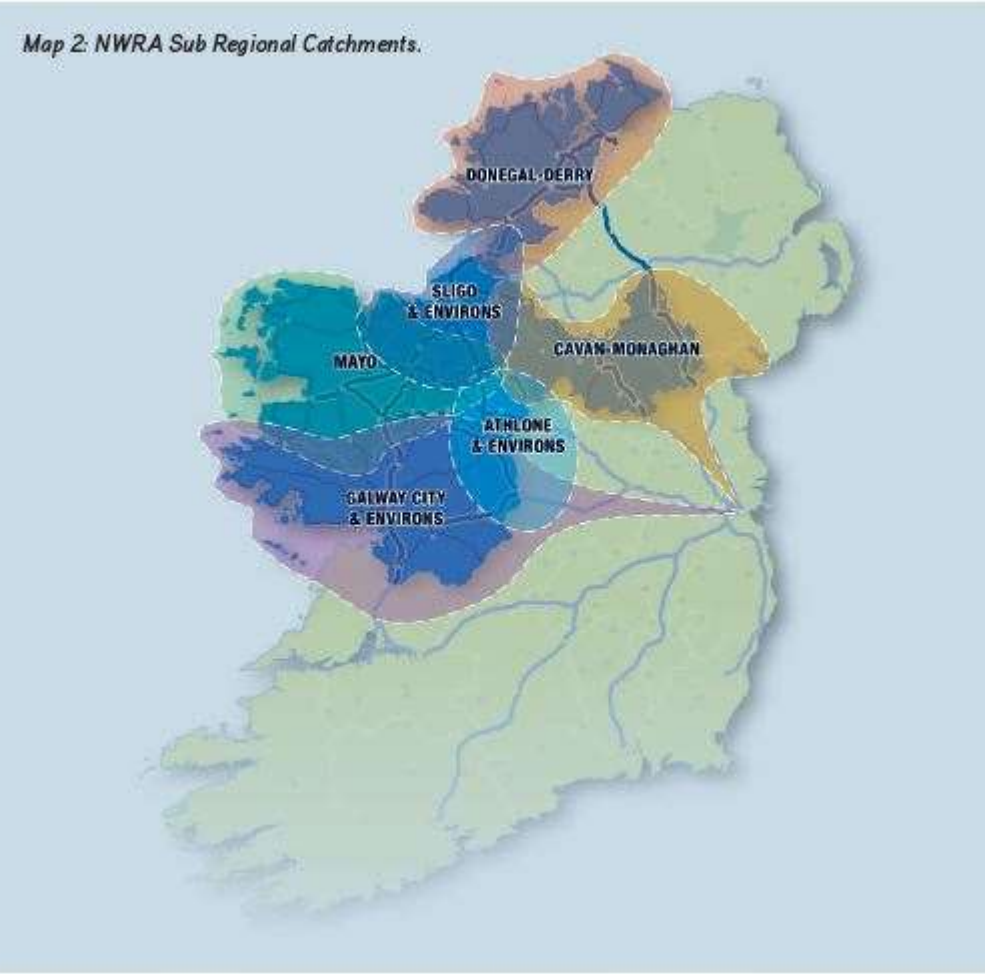 Map 2: NWRA Sub Regional Catchments.
DONEGAL-DERRY
SLIGO
& ENVIRONS
CAVAN-MONAGHAN
MAYO
ATHLONE
& ENVIRONS
GALWAY CITY
& ENVIRONS